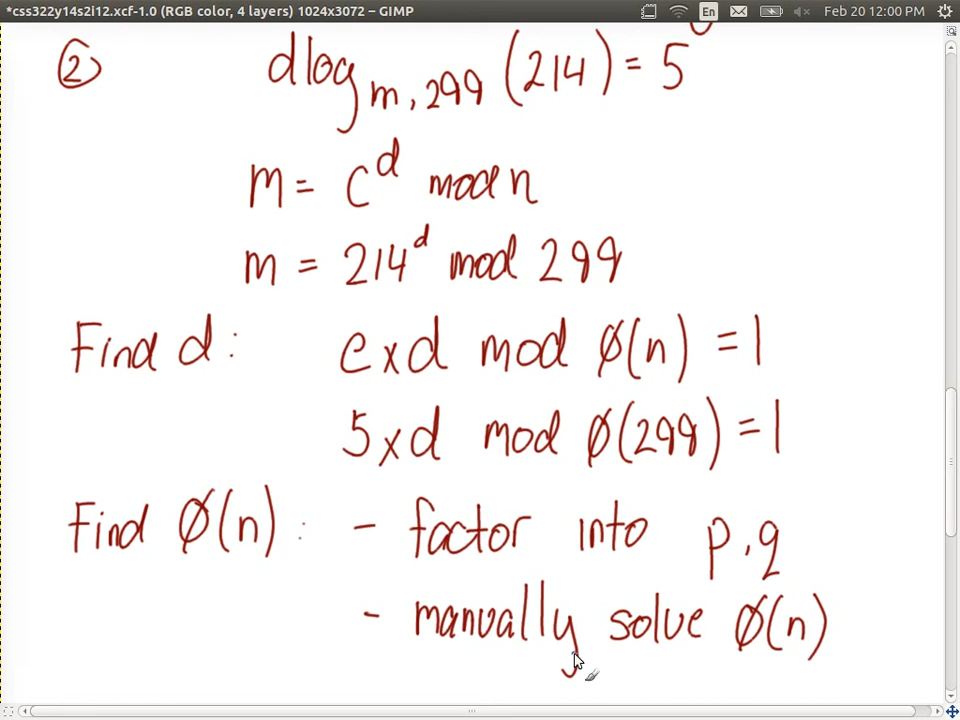 *css322y14s2i12.xcf-1.0 (RGB color, 4 layers) 1024x3072 – GIMP En Feb 20 12:00 PM
② dlog m,299 (214) = 5
m = c^d mod n
m = 214^d mod 299
Find d: e x d mod ø(n) = 1
5 x d mod ø(299) = 1
Find ø(n): - factor into p,q
- manually solve ø(n)